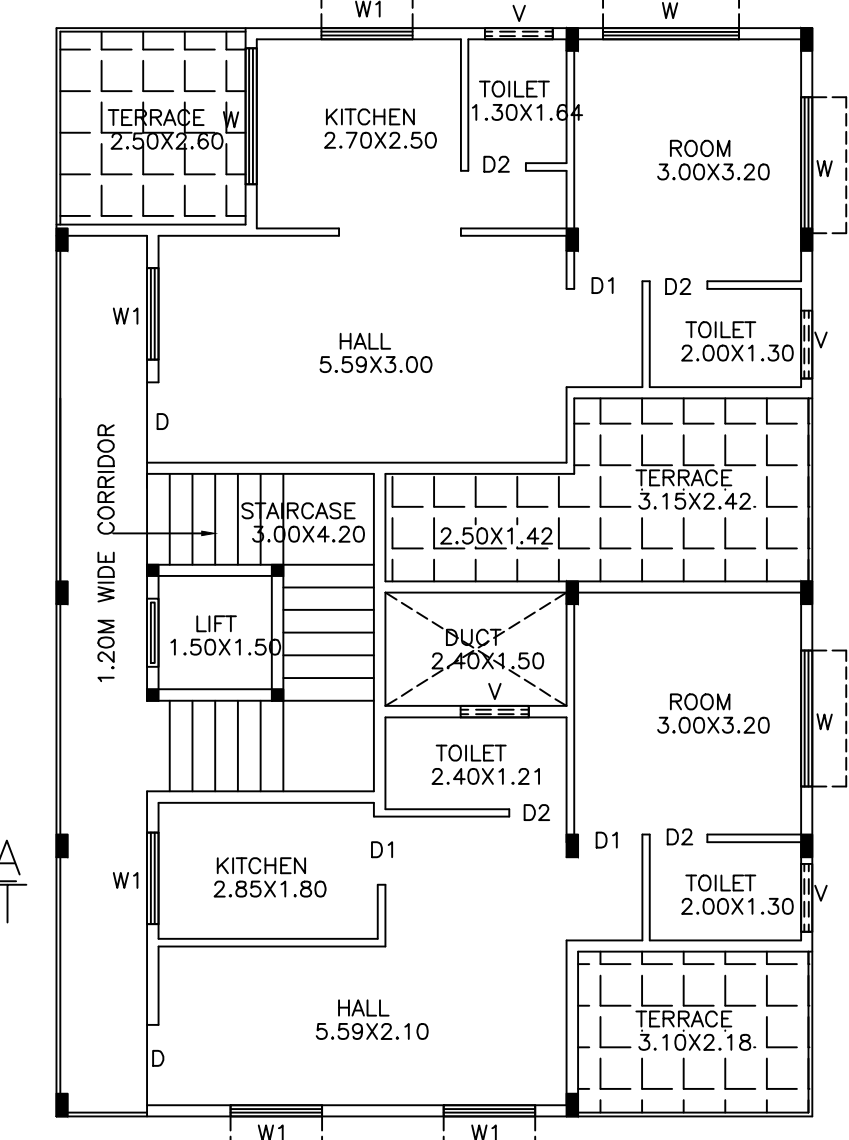 W1
V
W
TERRACE W
2.50X2.60
KITCHEN
2.70X2.50
TOILET
1.30X1.64
D2
ROOM
3.00X3.20
W
W1
HALL
5.59X3.00
D1
D2
TOILET
2.00X1.30
V
D
1.20M WIDE CORRIDOR
STAIRCASE
3.00X4.20
TERRACE
3.15X2.42
2.50X1.42
LIFT
1.50X1.50
DUCT
2.40X1.50
V
ROOM
3.00X3.20
W
TOILET
2.40X1.21
D2
A
W1
KITCHEN
2.85X1.80
D1
D1
D2
TOILET
2.00X1.30
V
HALL
5.59X2.10
D
TERRACE
3.10X2.18
W1
W1